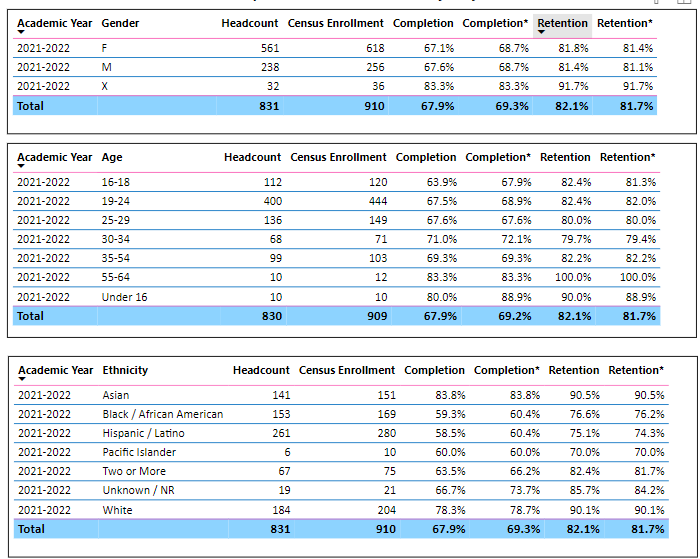 Academic Year Gender Headcount Census Enrollment Completion Completion* Retention Retention*
2021-2022 F 561 618 67.1% 68.7% 81.8% 81.4%
2021-2022 M 238 256 67.6% 68.7% 81.4% 81.1%
2021-2022 X 32 36 83.3% 83.3% 91.7% 91.7%
Total 831 910 67.9% 69.3% 82.1% 81.7%
Academic Year Age Headcount Census Enrollment Completion Completion* Retention Retention*
2021-2022 16-18 112 120 63.9% 67.9% 82.4% 81.3%
2021-2022 19-24 400 444 67.5% 68.9% 82.4% 82.0%
2021-2022 25-29 136 149 67.6% 67.6% 80.0% 80.0%
2021-2022 30-34 68 71 71.0% 72.1% 79.7% 79.4%
2021-2022 35-54 99 103 69.3% 69.3% 82.2% 82.2%
2021-2022 55-64 10 12 83.3% 83.3% 100.0% 100.0%
2021-2022 Under 16 10 10 80.0% 88.9% 90.0% 88.9%
Total 830 909 67.9% 69.2% 82.1% 81.7%
Academic Year Ethnicity Headcount Census Enrollment Completion Completion* Retention Retention*
2021-2022 Asian 141 151 83.8% 83.8% 90.5% 90.5%
2021-2022 Black / African American 153 169 59.3% 60.4% 76.6% 76.2%
2021-2022 Hispanic / Latino 261 280 58.5% 60.4% 75.1% 74.3%
2021-2022 Pacific Islander 6 10 60.0% 60.0% 70.0% 70.0%
2021-2022 Two or More 67 75 63.5% 66.2% 82.4% 81.7%
2021-2022 Unknown / NR 19 21 66.7% 73.7% 85.7% 84.2%
2021-2022 White 184 204 78.3% 78.7% 90.1% 90.1%
Total 831 910 67.9% 69.3% 82.1% 81.7%